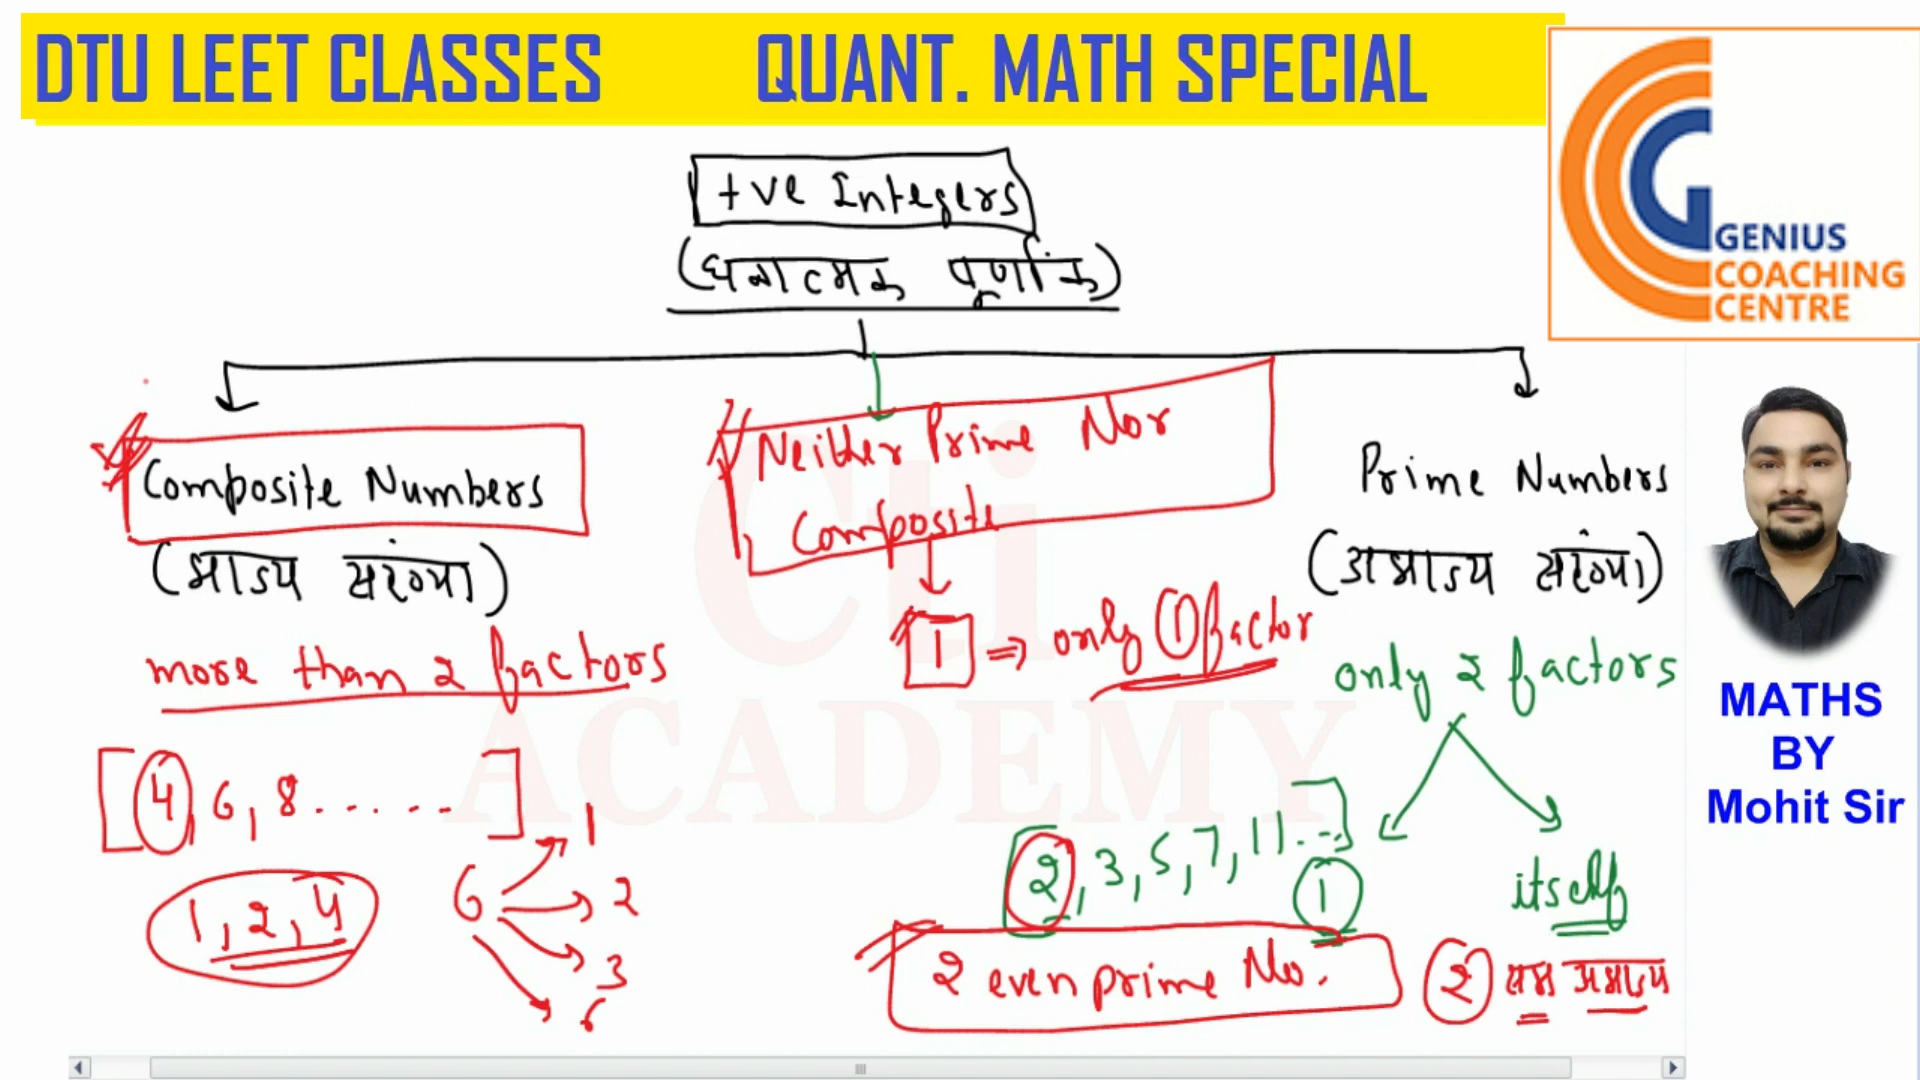 DTU LEET CLASSES QUANT. MATH SPECIAL
GENIUS
COACHING
CENTRE
+ve Integers
(धनात्मक पूर्णांक)
Composite Numbers
(भाज्य संख्या)
more than 2 factors
[4, 6, 8......]
1, 2, 4
6
1
2
3
6
Neither Prime Nor
Composite
1 ⇒ only 1 factor
Prime Numbers
(अभाज्य संख्या)
only 2 factors
1
itself
[2, 3, 5, 7, 11...]
2 even prime No.
2 सम अभाज्य
Cti
ACADEMY
MATHS
BY
Mohit Sir